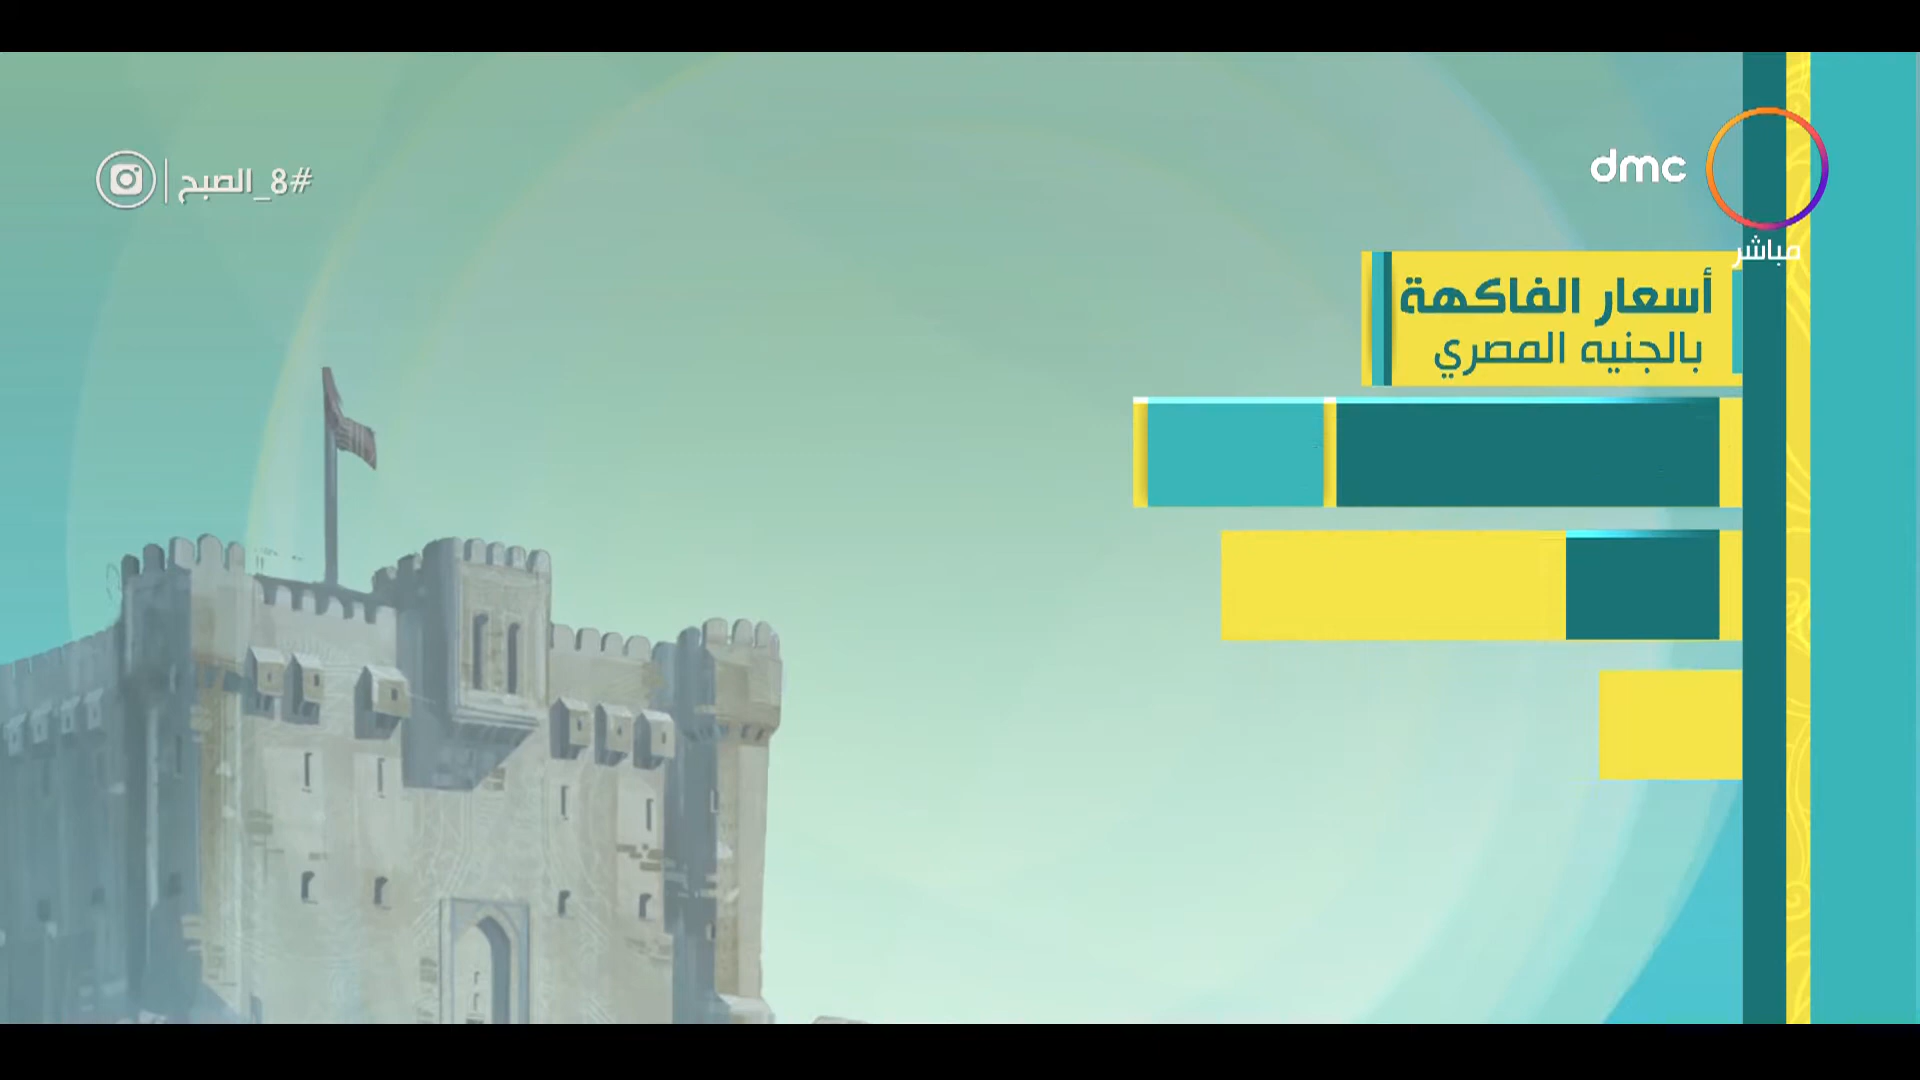 dmc
مباشر
#8_الصبح
أسعار الفاكهة
بالجنيه المصري